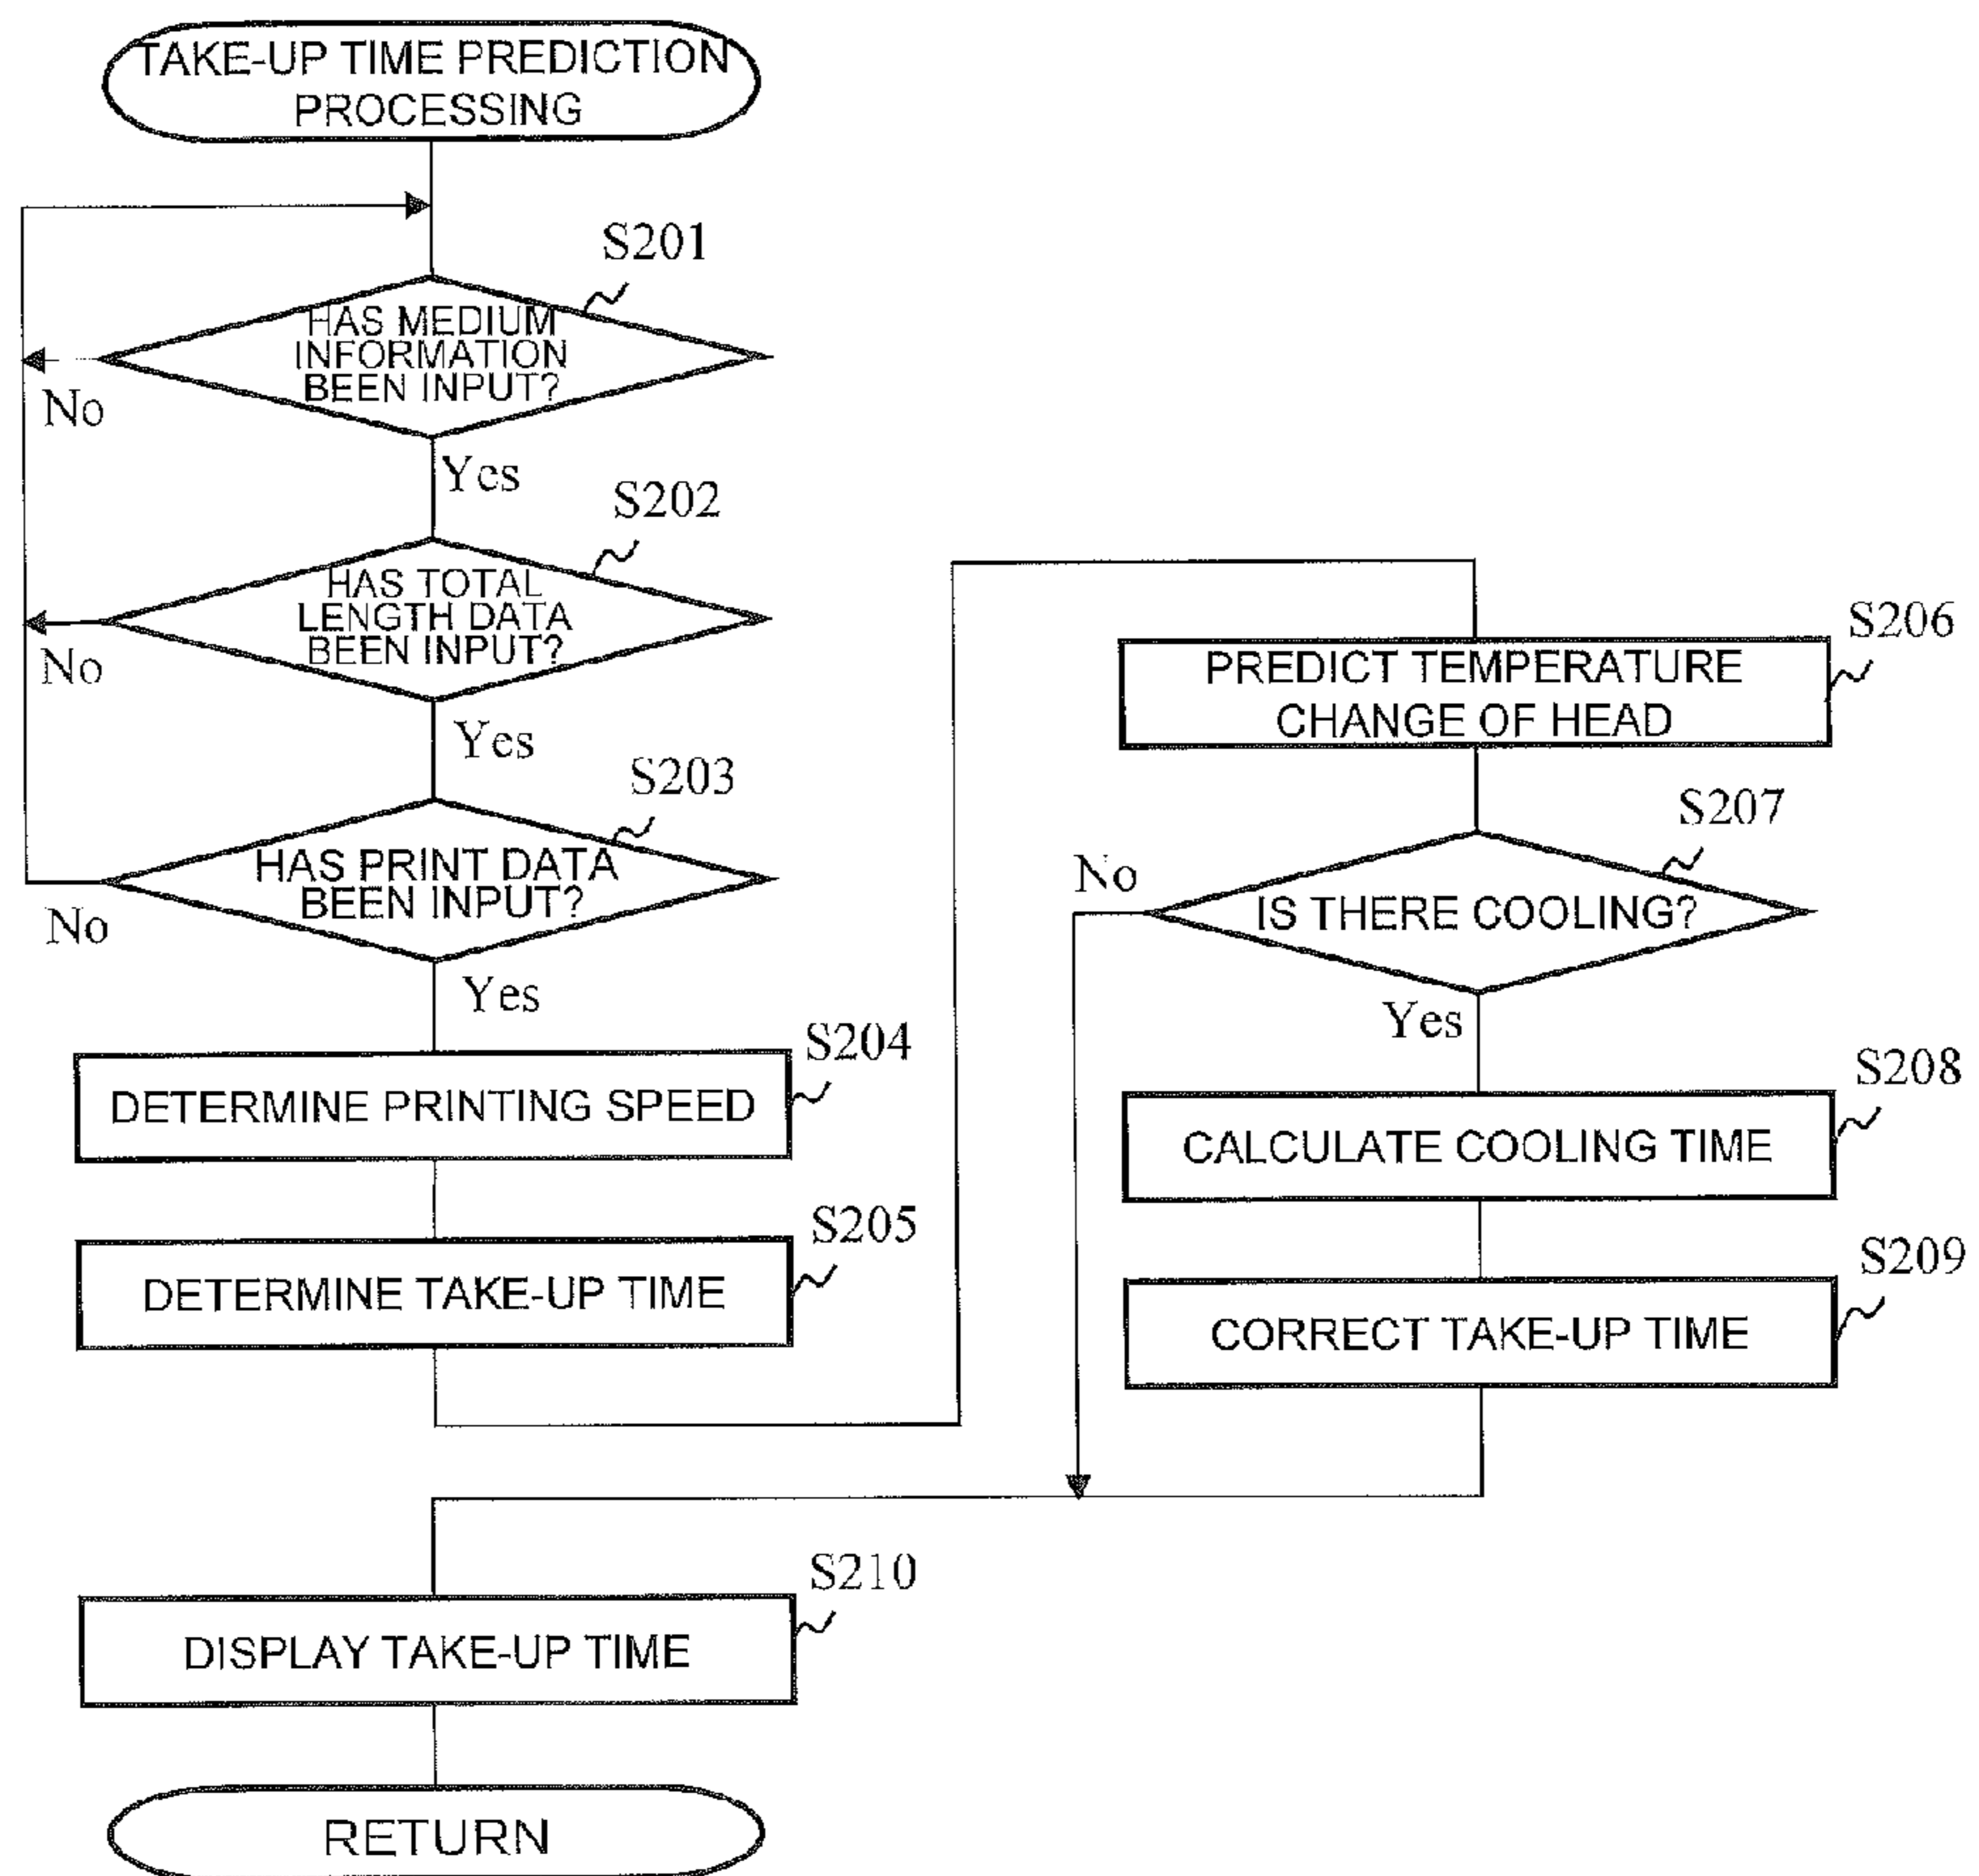 TAKE-UP TIME PREDICTION
PROCESSING
S201
HAS MEDIUM
INFORMATION
BEEN INPUT?
No
Yes
S202
HAS TOTAL
LENGTH DATA
BEEN INPUT?
No
Yes
S203
HAS PRINT DATA
BEEN INPUT?
No
Yes
S204
DETERMINE PRINTING SPEED
S205
DETERMINE TAKE-UP TIME
S206
PREDICT TEMPERATURE
CHANGE OF HEAD
S207
No
IS THERE COOLING?
Yes
S208
CALCULATE COOLING TIME
S209
CORRECT TAKE-UP TIME
S210
DISPLAY TAKE-UP TIME
RETURN